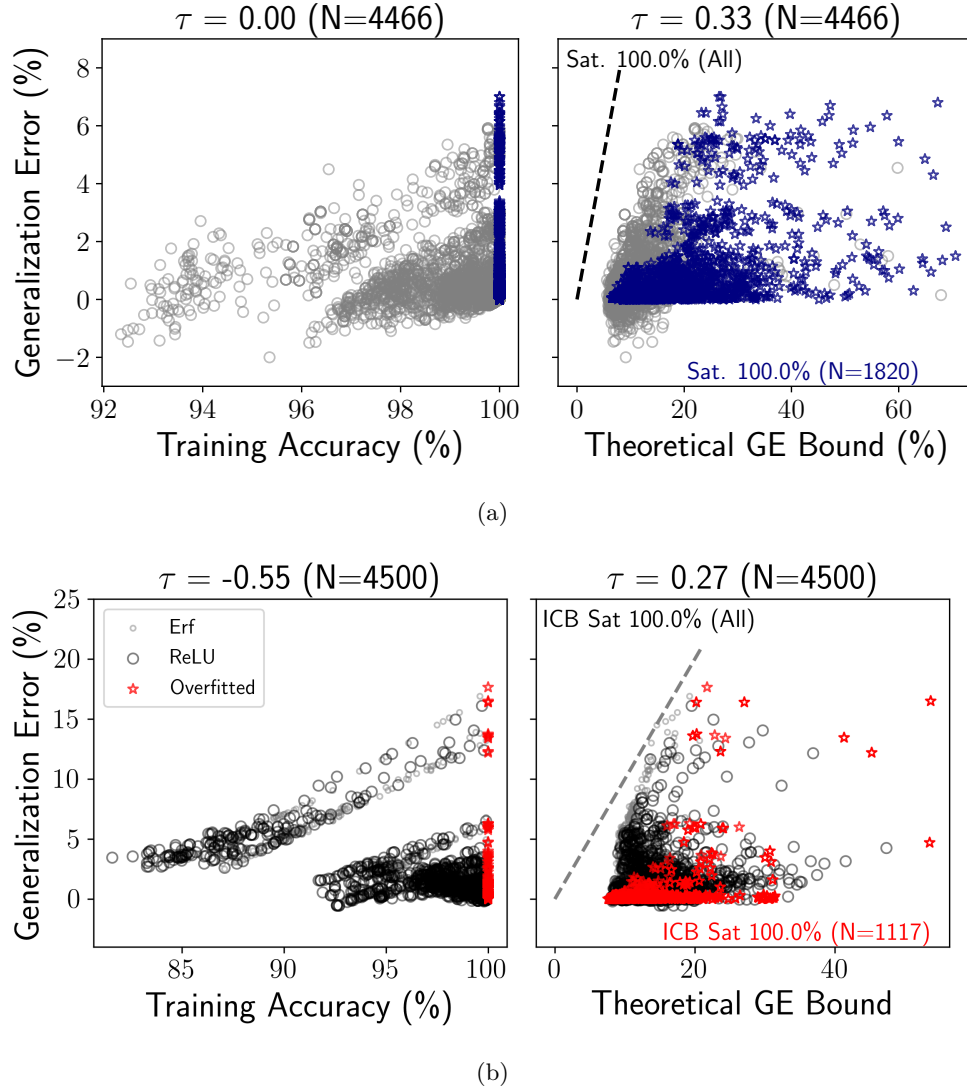 τ = 0.00 (N=4466)
τ = 0.33 (N=4466)
Generalization Error (%)
8
6
4
2
0
−2
92
94
96
98
100
Training Accuracy (%)
Sat. 100.0% (All)
Sat. 100.0% (N=1820)
0
20
40
60
Theoretical GE Bound (%)
(a)
τ = -0.55 (N=4500)
τ = 0.27 (N=4500)
Generalization Error (%)
25
20
15
10
5
0
Erf
ReLU
Overfitted
85
90
95
100
Training Accuracy (%)
ICB Sat 100.0% (All)
ICB Sat 100.0% (N=1117)
0
20
40
Theoretical GE Bound
(b)